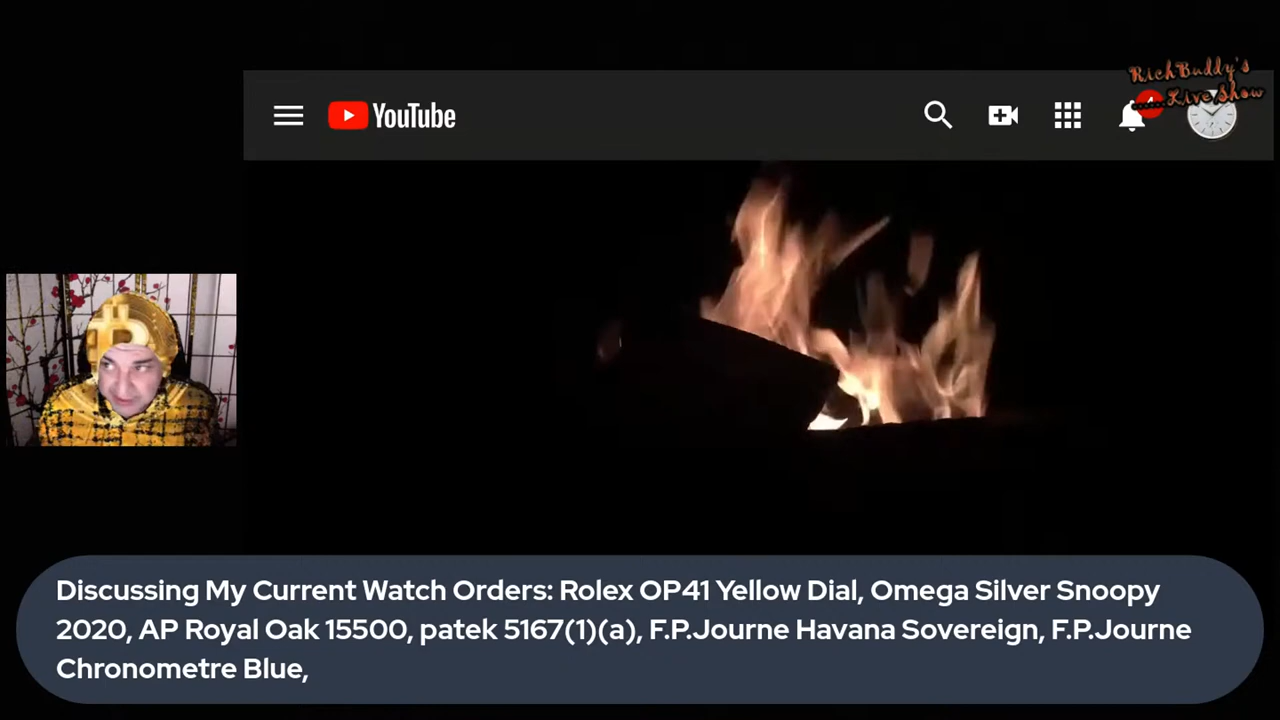 RichBuddy's
......Live Show
YouTube
Discussing My Current Watch Orders: Rolex OP41 Yellow Dial, Omega Silver Snoopy
2020, AP Royal Oak 15500, patek 5167(1)(a), F.P.Journe Havana Sovereign, F.P.Journe
Chronometre Blue,